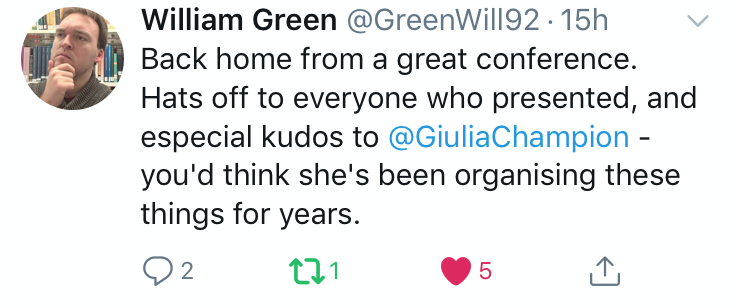 William Green @GreenWill92 · 15h
Back home from a great conference.
Hats off to everyone who presented, and
especial kudos to @GiuliaChampion -
you'd think she's been organising these
things for years.
2 1 5